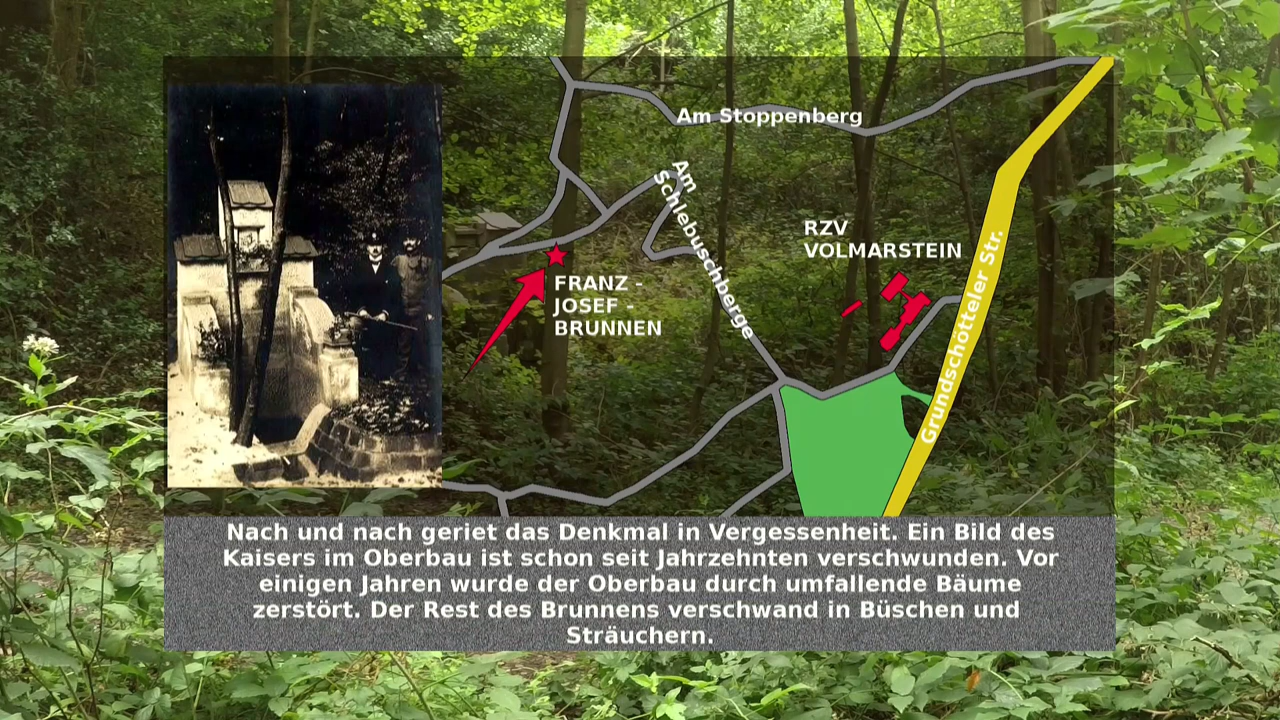 Am Stoppenberg
Am
Schlebuschberge
RZV
VOLMARSTEIN
Grundschötteler Str.
FRANZ -
JOSEF -
BRUNNEN
Nach und nach geriet das Denkmal in Vergessenheit. Ein Bild des
Kaisers im Oberbau ist schon seit Jahrzehnten verschwunden. Vor
einigen Jahren wurde der Oberbau durch umfallende Bäume
zerstört. Der Rest des Brunnens verschwand in Büschen und
Sträuchern.